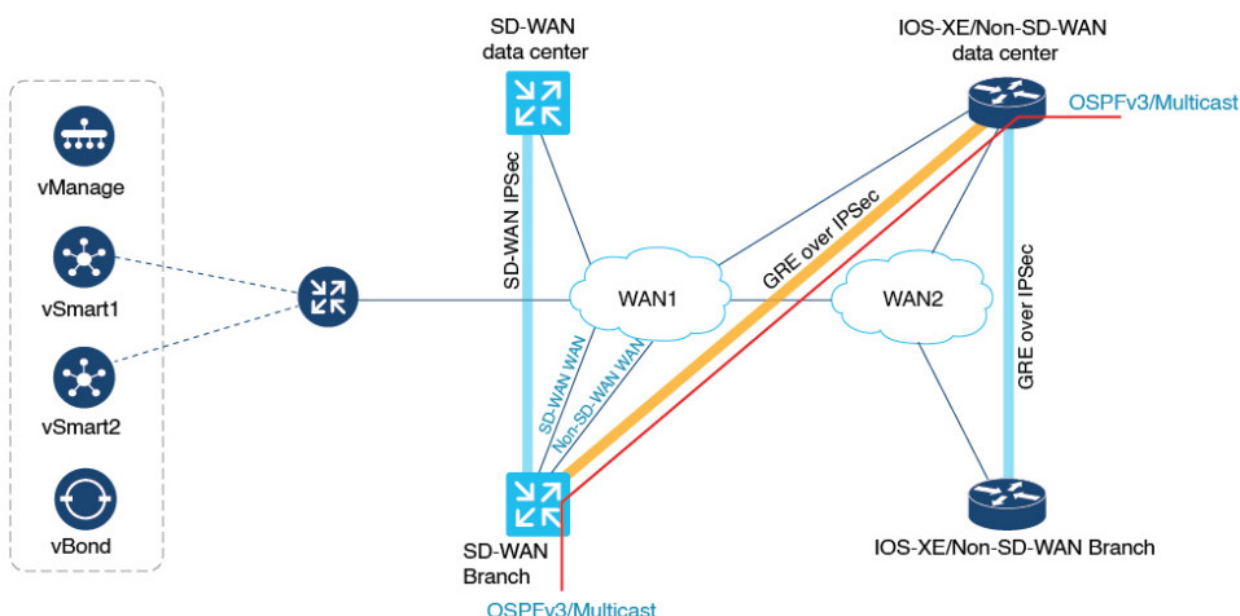 SD-WAN
data center
IOS-XE/Non-SD-WAN
data center
OSPFv3/Multicast
vManage
vSmart1
vSmart2
vBond
SD-WAN IPSec
WAN1
GRE over IPSec
WAN2
GRE over IPSec
SD-WAN WAN
Non-SD-WAN WAN
SD-WAN
Branch
IOS-XE/Non-SD-WAN Branch
OSPFv3/Multicast